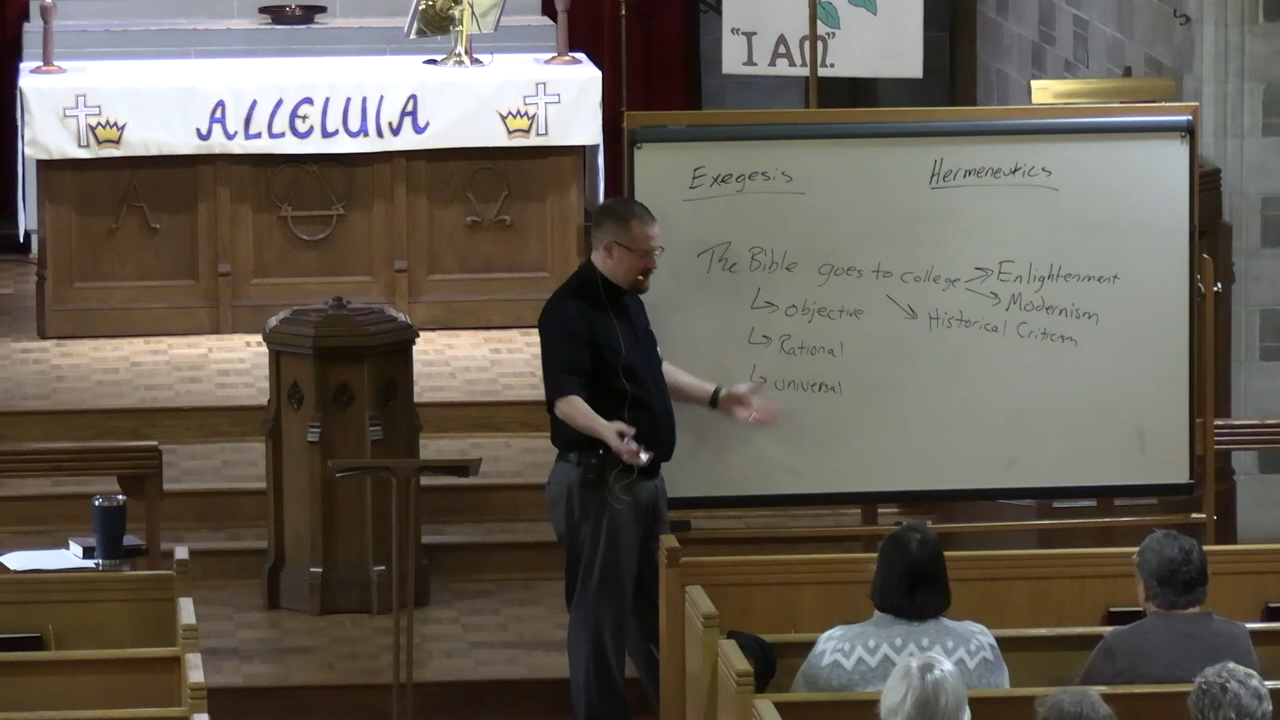 ALLELUIA
"I AM".
Exegesis Hermeneutics
The Bible goes to college → Enlightenment
→ Modernism
↳ objective → Historical Criticism
↳ Rational
↳ universal
A Ω